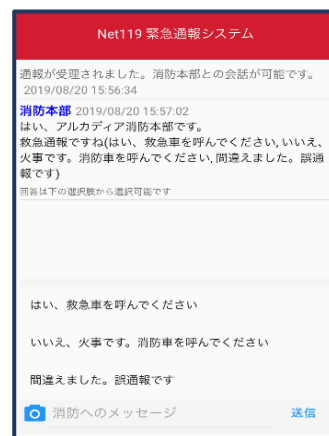 Net119 緊急通報システム
通報が受理されました。消防本部との会話が可能です。
2019/08/20 15:56:34
消防本部 2019/08/20 15:57:02
はい、アルカディア消防本部です。
救急通報ですね(はい、救急車を呼んでください, いいえ、
火事です。消防車を呼んでください, 間違えました。誤通
報です)
回答は下の選択肢から選択可能です
はい、救急車を呼んでください
いいえ、火事です。消防車を呼んでください
間違えました。誤通報です
消防へのメッセージ 送信